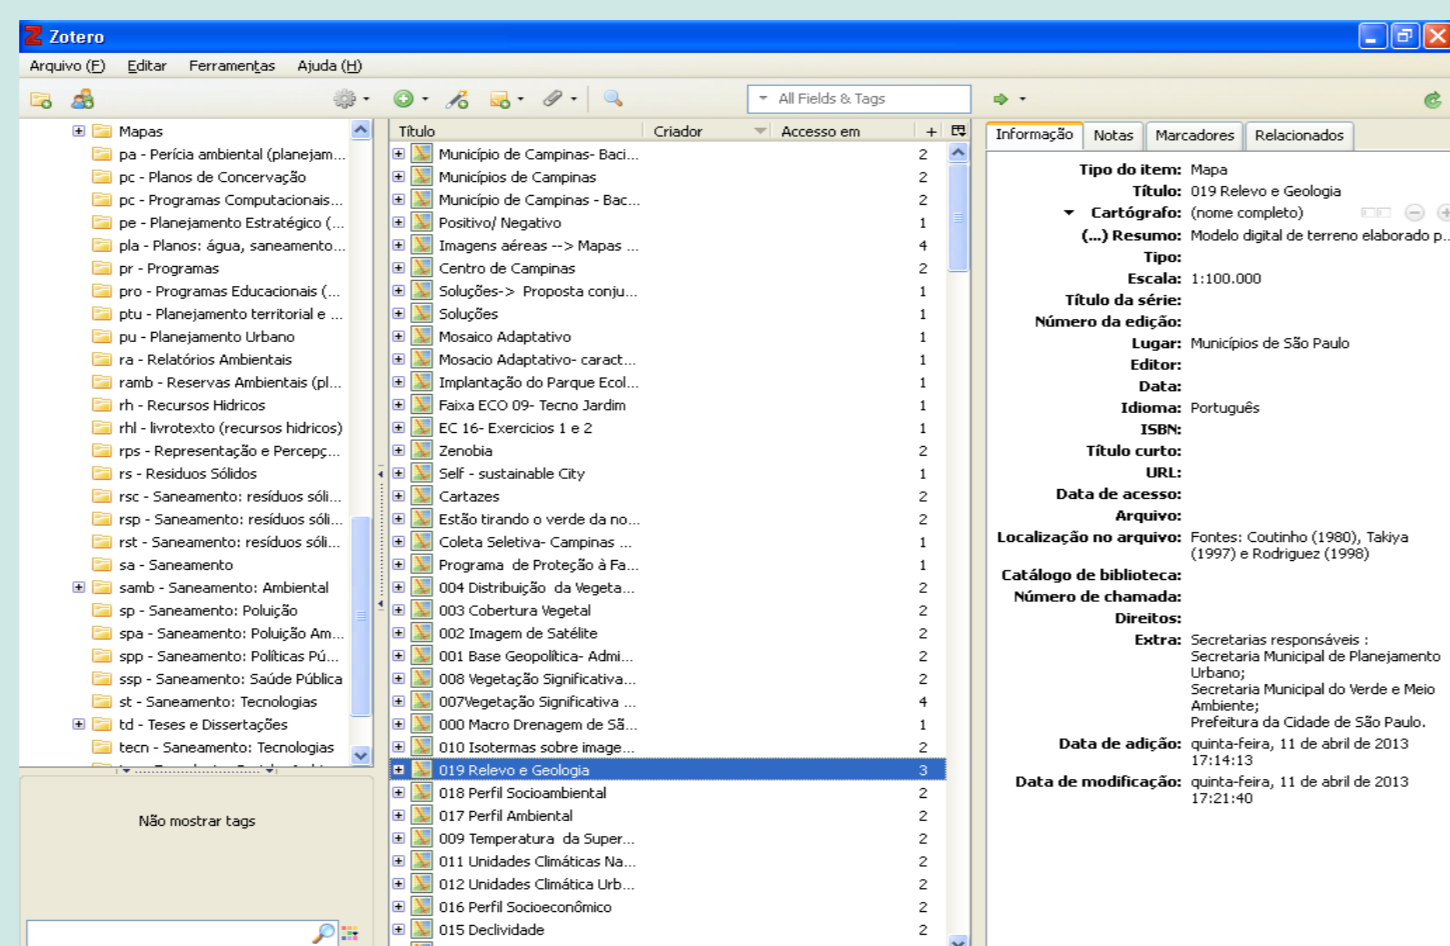 Zotero
Arquivo (F) Editar Ferramentas Ajuda (H)
All Fields & Tags
Mapas
pa - Perícia ambiental (planejam...
pc - Planos de Concervação
pc - Programas Computacionais...
pe - Planejamento Estratégico (...
pla - Planos: água, saneamento...
pr - Programas
pro - Programas Educacionais (...
ptu - Planejamento territorial e ...
pu - Planejamento Urbano
ra - Relatórios Ambientais
ramb - Reservas Ambientais (pl...
rh - Recursos Hidricos
rhl - livrotexto (recursos hidricos)
rps - Representação e Percepç...
rs - Residuos Sólidos
rsc - Saneamento: resíduos sóli...
rsp - Saneamento: resíduos sóli...
rst - Saneamento: resíduos sóli...
sa - Saneamento
samb - Saneamento: Ambiental
sp - Saneamento: Poluição
spa - Saneamento: Poluição Am...
spp - Saneamento: Políticas Pú...
ssp - Saneamento: Saúde Pública
st - Saneamento: Tecnologias
td - Teses e Dissertações
tecn - Saneamento: Tecnologias
Não mostrar tags
Título Criador Accesso em +
Município de Campinas- Baci... 2
Municípios de Campinas 2
Município de Campinas - Bac... 2
Positivo/ Negativo 1
Imagens aéreas --> Mapas ... 4
Centro de Campinas 2
Soluções-> Proposta conju... 1
Soluções 1
Mosaico Adaptativo 1
Mosacio Adaptativo- caract... 1
Implantação do Parque Ecol... 1
Faixa ECO 09- Tecno Jardim 1
EC 16- Exercicios 1 e 2 1
Zenobia 2
Self - sustainable City 1
Cartazes 2
Estão tirando o verde da no... 2
Coleta Seletiva- Campinas ... 1
Programa de Proteção à Fa... 1
004 Distribuição da Vegeta... 2
003 Cobertura Vegetal 2
002 Imagem de Satélite 2
001 Base Geopolítica- Admi... 2
008 Vegetação Significativa... 2
007Vegetação Significativa ... 4
000 Macro Drenagem de Sã... 1
010 Isotermas sobre image... 2
019 Relevo e Geologia 3
018 Perfil Socioambiental 2
017 Perfil Ambiental 2
009 Temperatura da Super... 2
011 Unidades Climáticas Na... 2
012 Unidades Climática Urb... 2
016 Perfil Socioeconômico 2
015 Declividade 2
Informação Notas Marcadores Relacionados
Tipo do item: Mapa
Título: 019 Relevo e Geologia
Cartógrafo: (nome completo)
(...) Resumo: Modelo digital de terreno elaborado p...
Tipo:
Escala: 1:100.000
Título da série:
Número da edição:
Lugar: Municípios de São Paulo
Editor:
Data:
Idioma: Português
ISBN:
Título curto:
URL:
Data de acesso:
Arquivo:
Localização no arquivo: Fontes: Coutinho (1980), Takiya
(1997) e Rodriguez (1998)
Catálogo de biblioteca:
Número de chamada:
Direitos:
Extra: Secretarias responsáveis :
Secretaria Municipal de Planejamento
Urbano;
Secretaria Municipal do Verde e Meio
Ambiente;
Prefeitura da Cidade de São Paulo.
Data de adição: quinta-feira, 11 de abril de 2013
17:14:13
Data de modificação: quinta-feira, 11 de abril de 2013
17:21:40